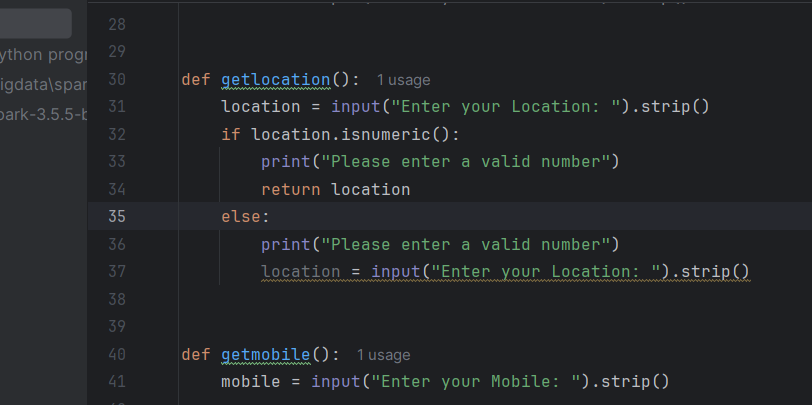 28
29
ython progr
30 def getlocation(): 1 usage
igdata\spar
31 location = input("Enter your Location: ").strip()
park-3.5.5-b
32 if location.isnumeric():
33 print("Please enter a valid number")
34 return location
35 else:
36 print("Please enter a valid number")
37 location = input("Enter your Location: ").strip()
38
39
40 def getmobile(): 1 usage
41 mobile = input("Enter your Mobile: ").strip()